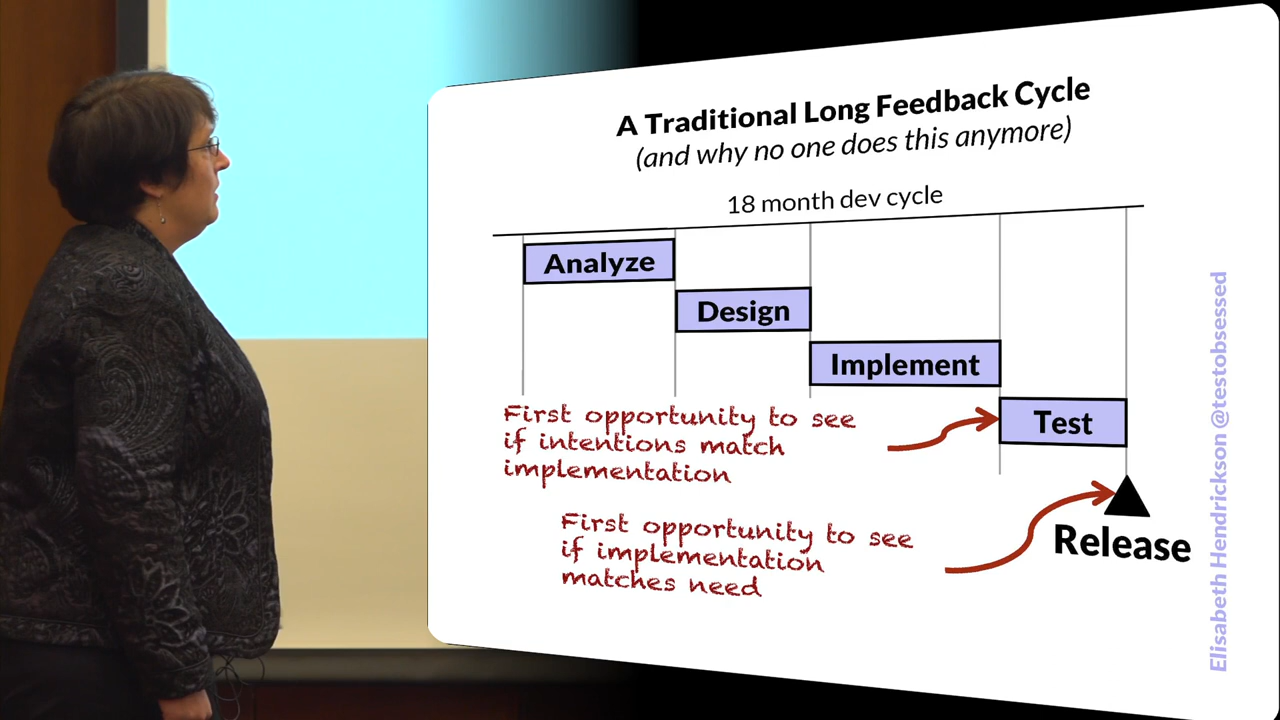 A Traditional Long Feedback Cycle
(and why no one does this anymore)
18 month dev cycle
Analyze
Design
Implement
Test
First opportunity to see
if intentions match
implementation
First opportunity to see
if implementation
matches need
Release
Elisabeth Hendrickson @testobsessed